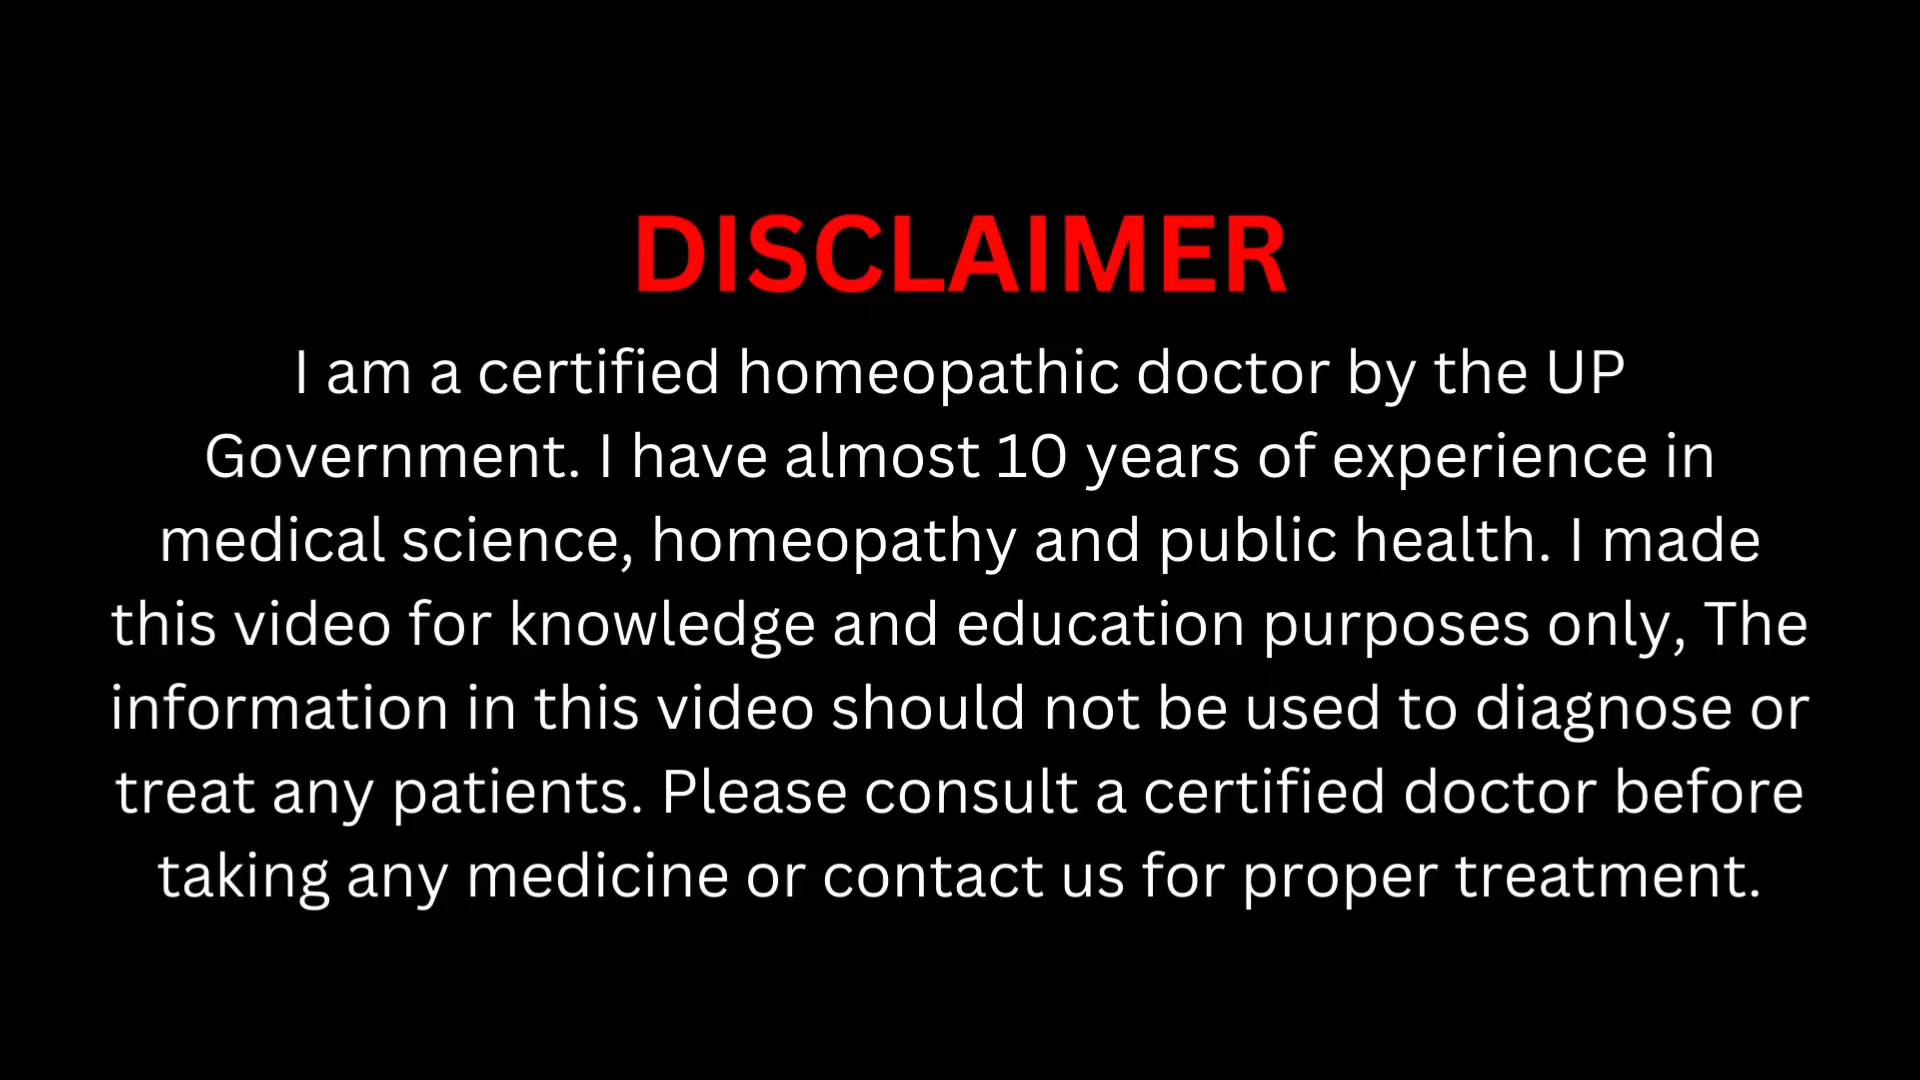 DISCLAIMER
I am a certified homeopathic doctor by the UP
Government. I have almost 10 years of experience in
medical science, homeopathy and public health. I made
this video for knowledge and education purposes only, The
information in this video should not be used to diagnose or
treat any patients. Please consult a certified doctor before
taking any medicine or contact us for proper treatment.